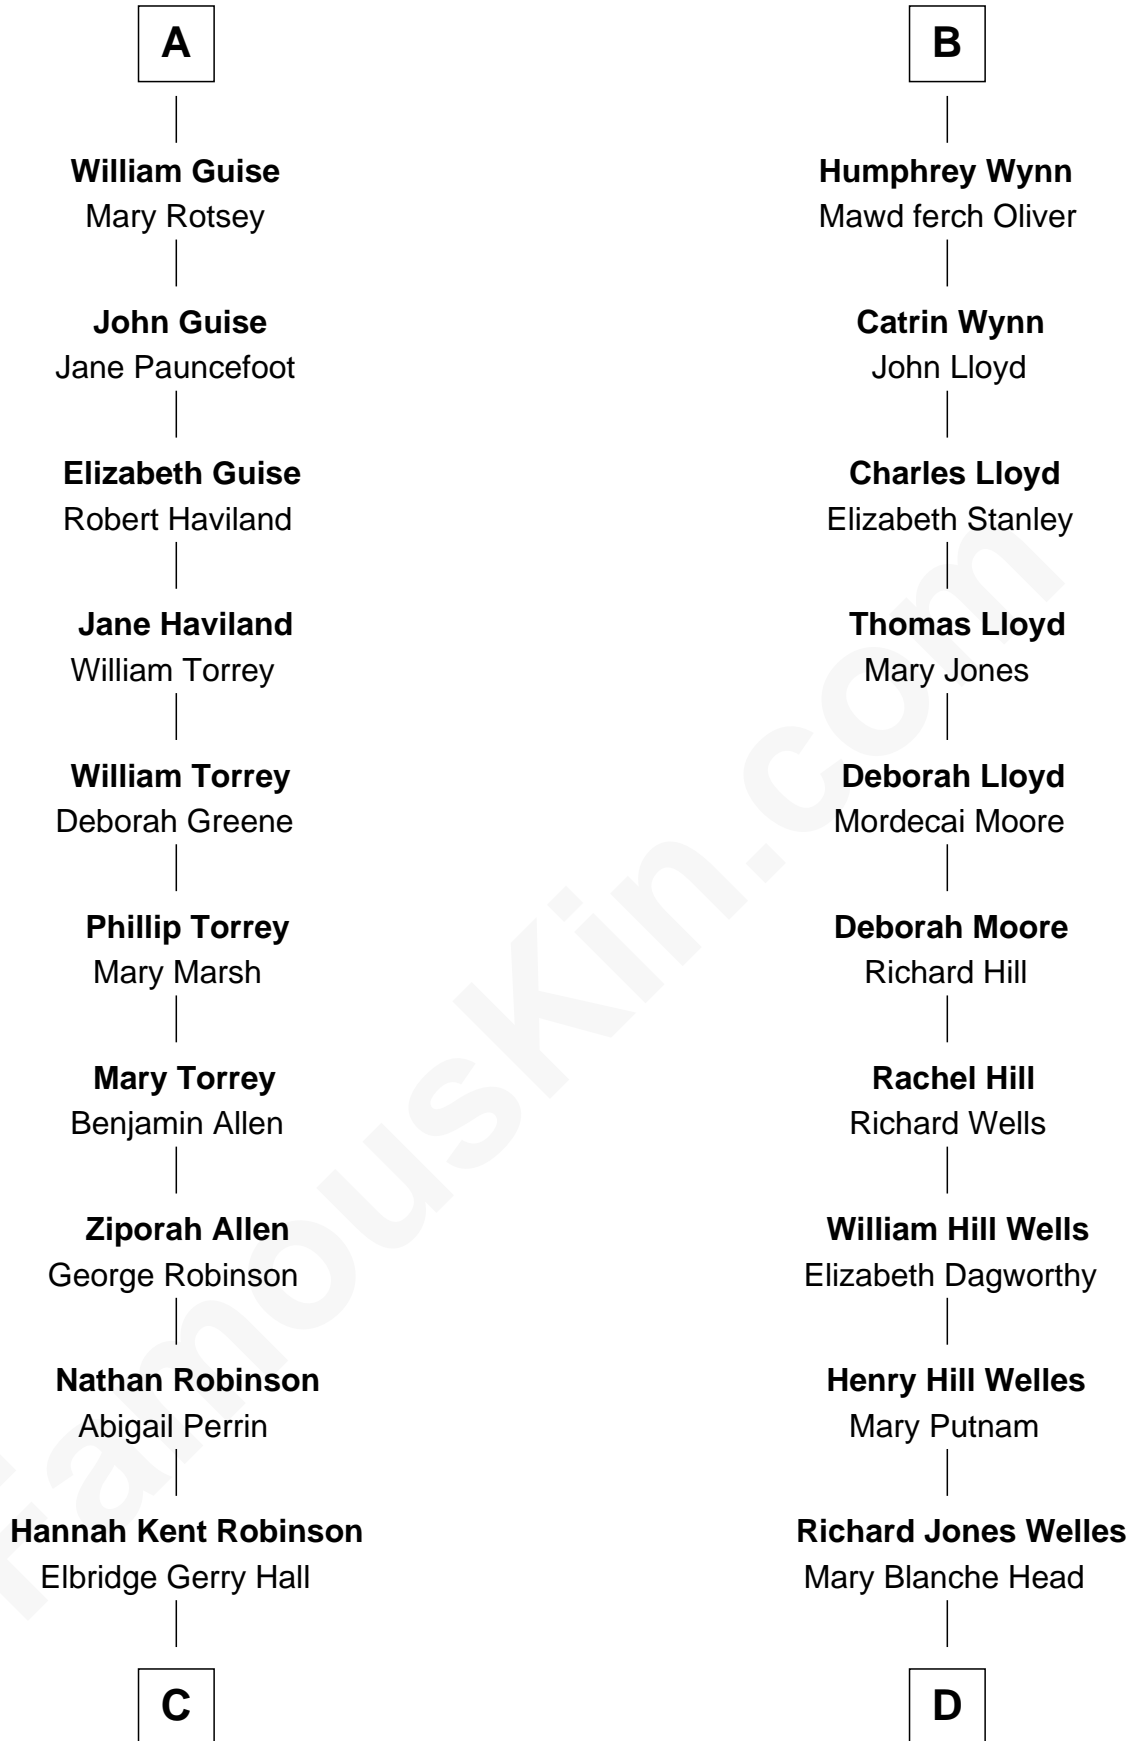 A
William Guise
Mary Rotsey
John Guise
Jane Pauncefoot
Elizabeth Guise
Robert Haviland
Jane Haviland
William Torrey
William Torrey
Deborah Greene
Phillip Torrey
Mary Marsh
Mary Torrey
Benjamin Allen
Ziporah Allen
George Robinson
Nathan Robinson
Abigail Perrin
Hannah Kent Robinson
Elbridge Gerry Hall
C
B
Humphrey Wynn
Mawd ferch Oliver
Catrin Wynn
John Lloyd
Charles Lloyd
Elizabeth Stanley
Thomas Lloyd
Mary Jones
Deborah Lloyd
Mordecai Moore
Deborah Moore
Richard Hill
Rachel Hill
Richard Wells
William Hill Wells
Elizabeth Dagworthy
Henry Hill Welles
Mary Putnam
Richard Jones Welles
Mary Blanche Head
D
FamousKin.com